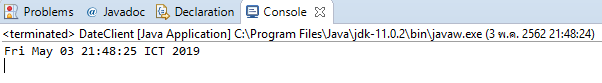 Problems @ Javadoc Declaration Console
<terminated> DateClient [Java Application] C:\Program Files\Java\jdk-11.0.2\bin\javaw.exe (3 พ.ค. 2562 21:48:24)
Fri May 03 21:48:25 ICT 2019